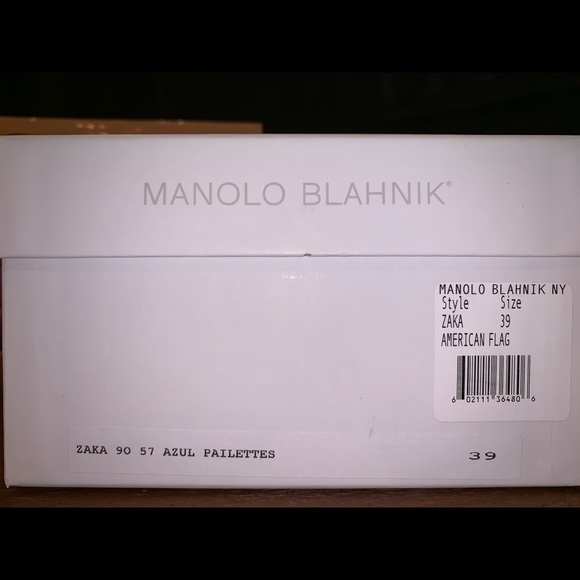 MANOLO BLAHNIK®
MANOLO BLAHNIK NY
Style Size
ZAKA 39
AMERICAN FLAG
6 02111 36480 6
ZAKA 90 57 AZUL PAILETTES 39